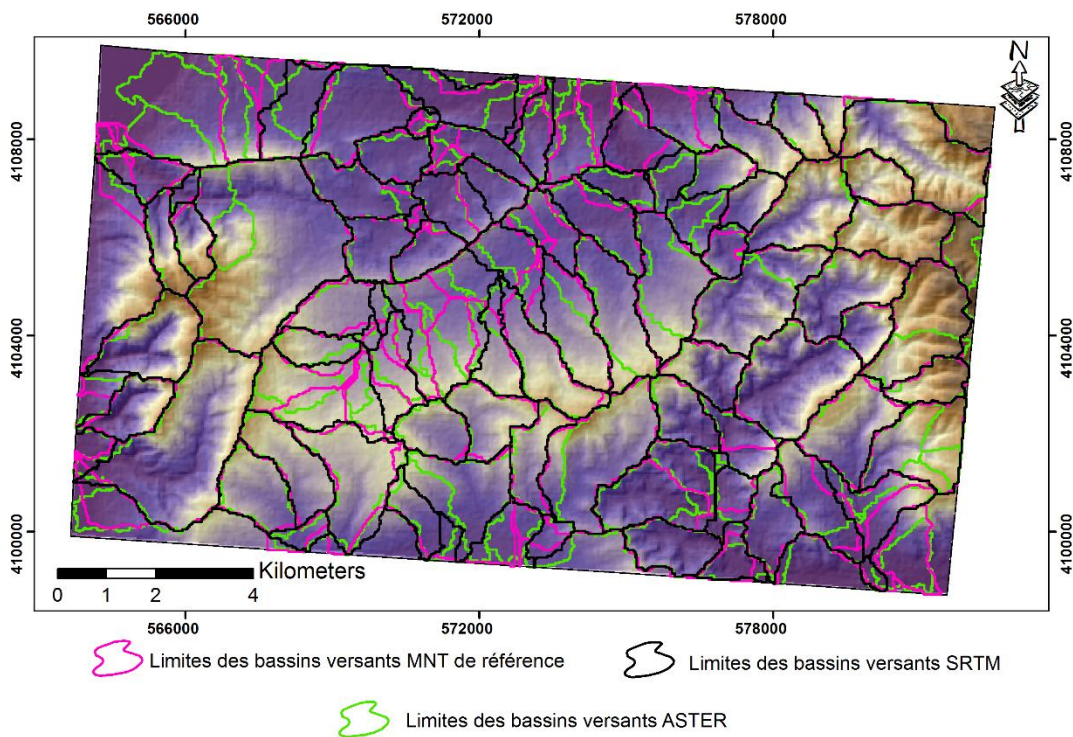 566000 572000 578000
4108000 4108000
4104000 4104000
4100000 4100000
N
Kilometers
0 1 2 4
566000 572000 578000
Limites des bassins versants MNT de référence
Limites des bassins versants SRTM
Limites des bassins versants ASTER